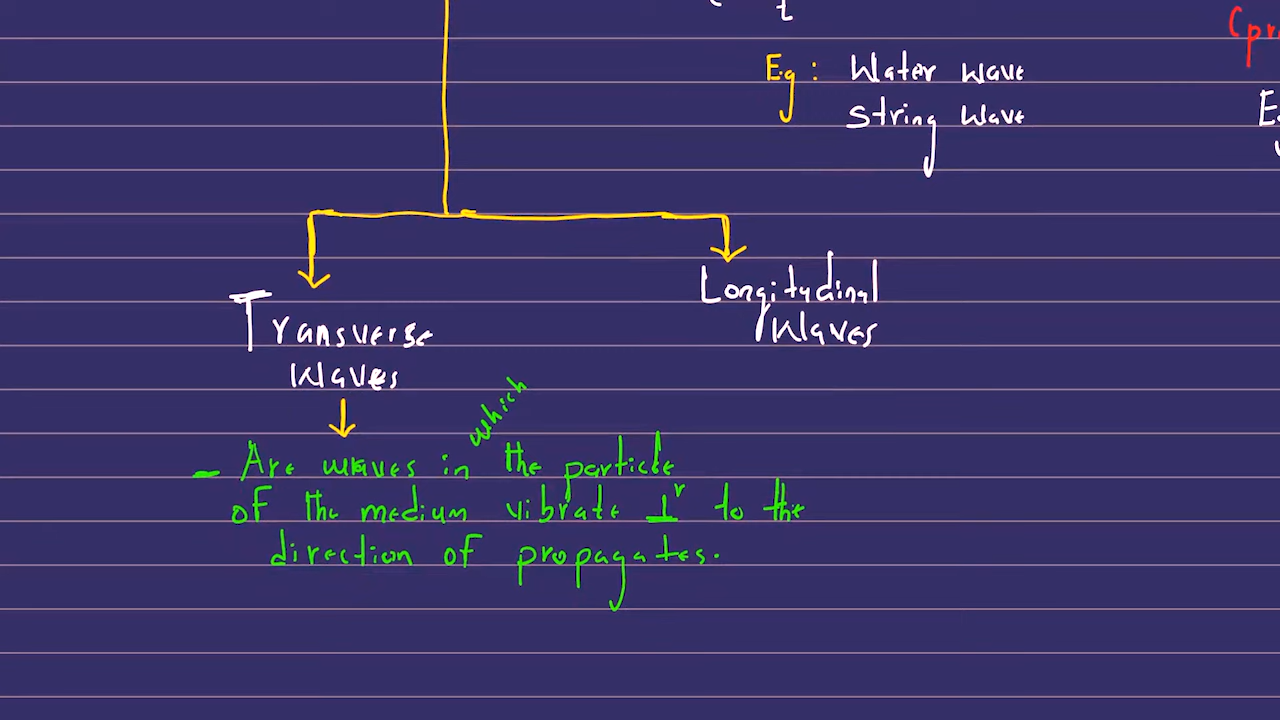 Eg : Water wave
String wave
(pr
E
Transverse
waves
Longitudinal
waves
- Are waves in which the particle
of the medium vibrate ⊥r to the
direction of propagates.